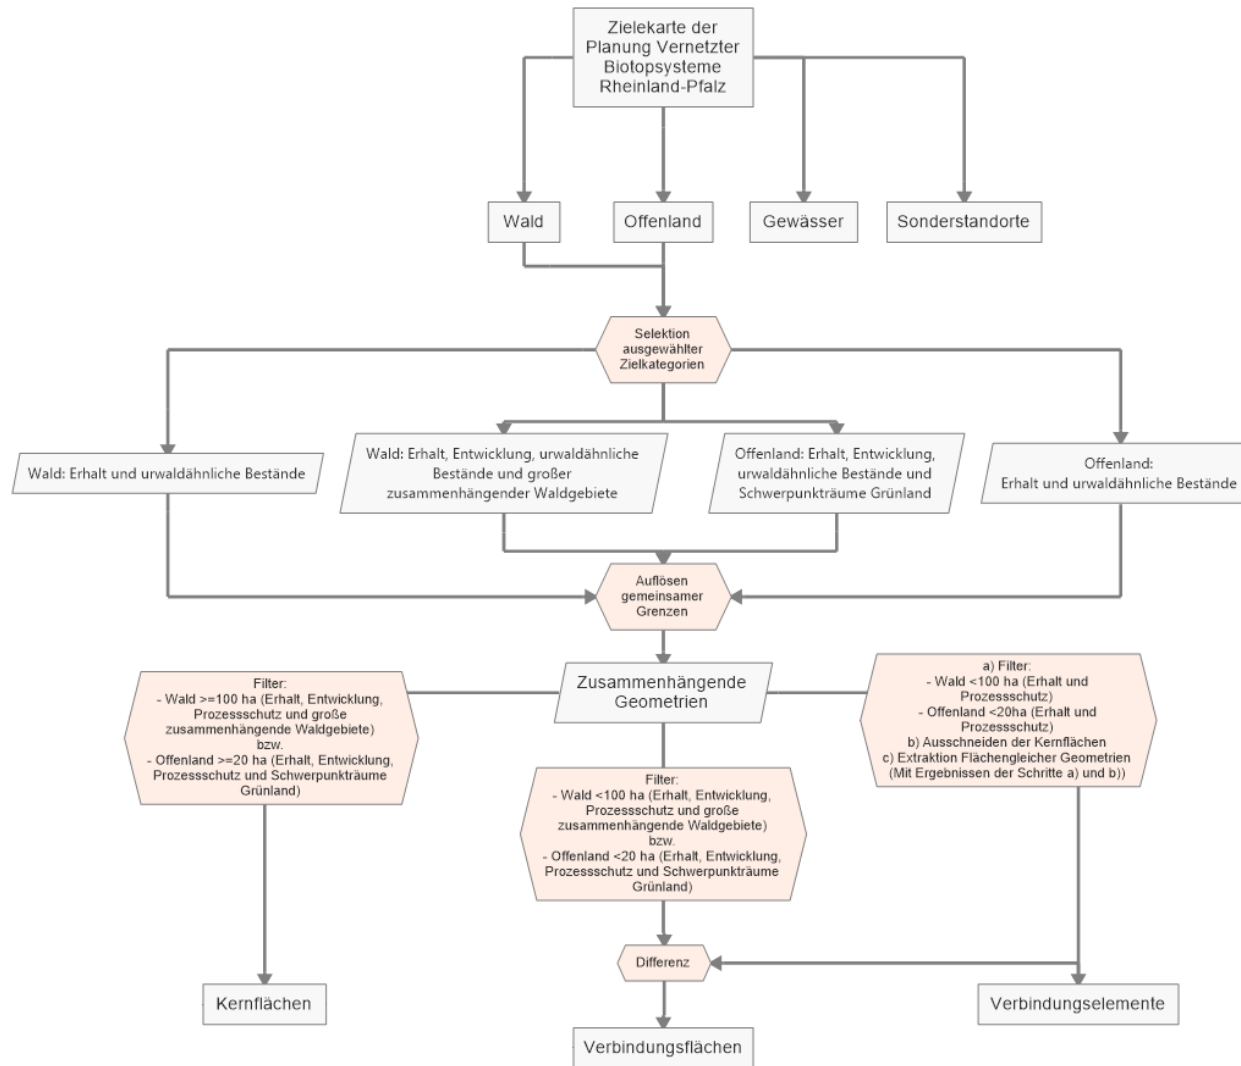 Zielekarte der
Planung Vernetzter
Biotopsysteme
Rheinland-Pfalz
Wald
Offenland
Gewässer
Sonderstandorte
Selektion
ausgewählter
Zielkategorien
Wald: Erhalt und urwaldähnliche Bestände
Wald: Erhalt, Entwicklung, urwaldähnliche
Bestände und großer
zusammenhängender Waldgebiete
Offenland: Erhalt, Entwicklung,
urwaldähnliche Bestände und
Schwerpunkträume Grünland
Offenland:
Erhalt und urwaldähnliche Bestände
Auflösen
gemeinsamer
Grenzen
Zusammenhängende
Geometrien
Filter:
- Wald >=100 ha (Erhalt, Entwicklung,
Prozessschutz und große
zusammenhängende Waldgebiete)
bzw.
- Offenland >=20 ha (Erhalt, Entwicklung,
Prozessschutz und Schwerpunkträume
Grünland)
Filter:
- Wald <100 ha (Erhalt, Entwicklung,
Prozessschutz und große
zusammenhängende Waldgebiete)
bzw.
- Offenland <20 ha (Erhalt, Entwicklung,
Prozessschutz und Schwerpunkträume
Grünland)
a) Filter:
- Wald <100 ha (Erhalt und
Prozessschutz)
- Offenland <20ha (Erhalt und
Prozessschutz)
b) Ausschneiden der Kernflächen
c) Extraktion Flächengleicher Geometrien
(Mit Ergebnissen der Schritte a) und b))
Differenz
Kernflächen
Verbindungsflächen
Verbindungselemente